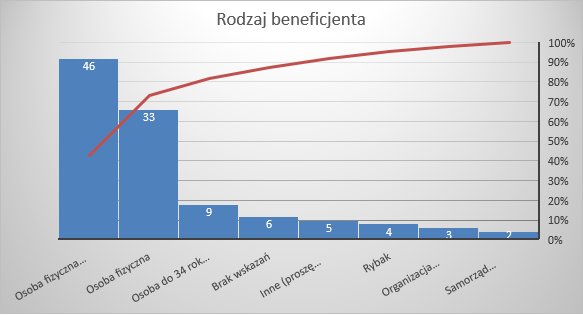 Rodzaj beneficjenta
46
33
9
6
5
4
3
2
100%
90%
80%
70%
60%
50%
40%
30%
20%
10%
0%
Osoba fizyczna...
Osoba fizyczna
Osoba do 34 rok...
Brak wskazań
Inne (proszę...
Rybak
Organizacja...
Samorząd...